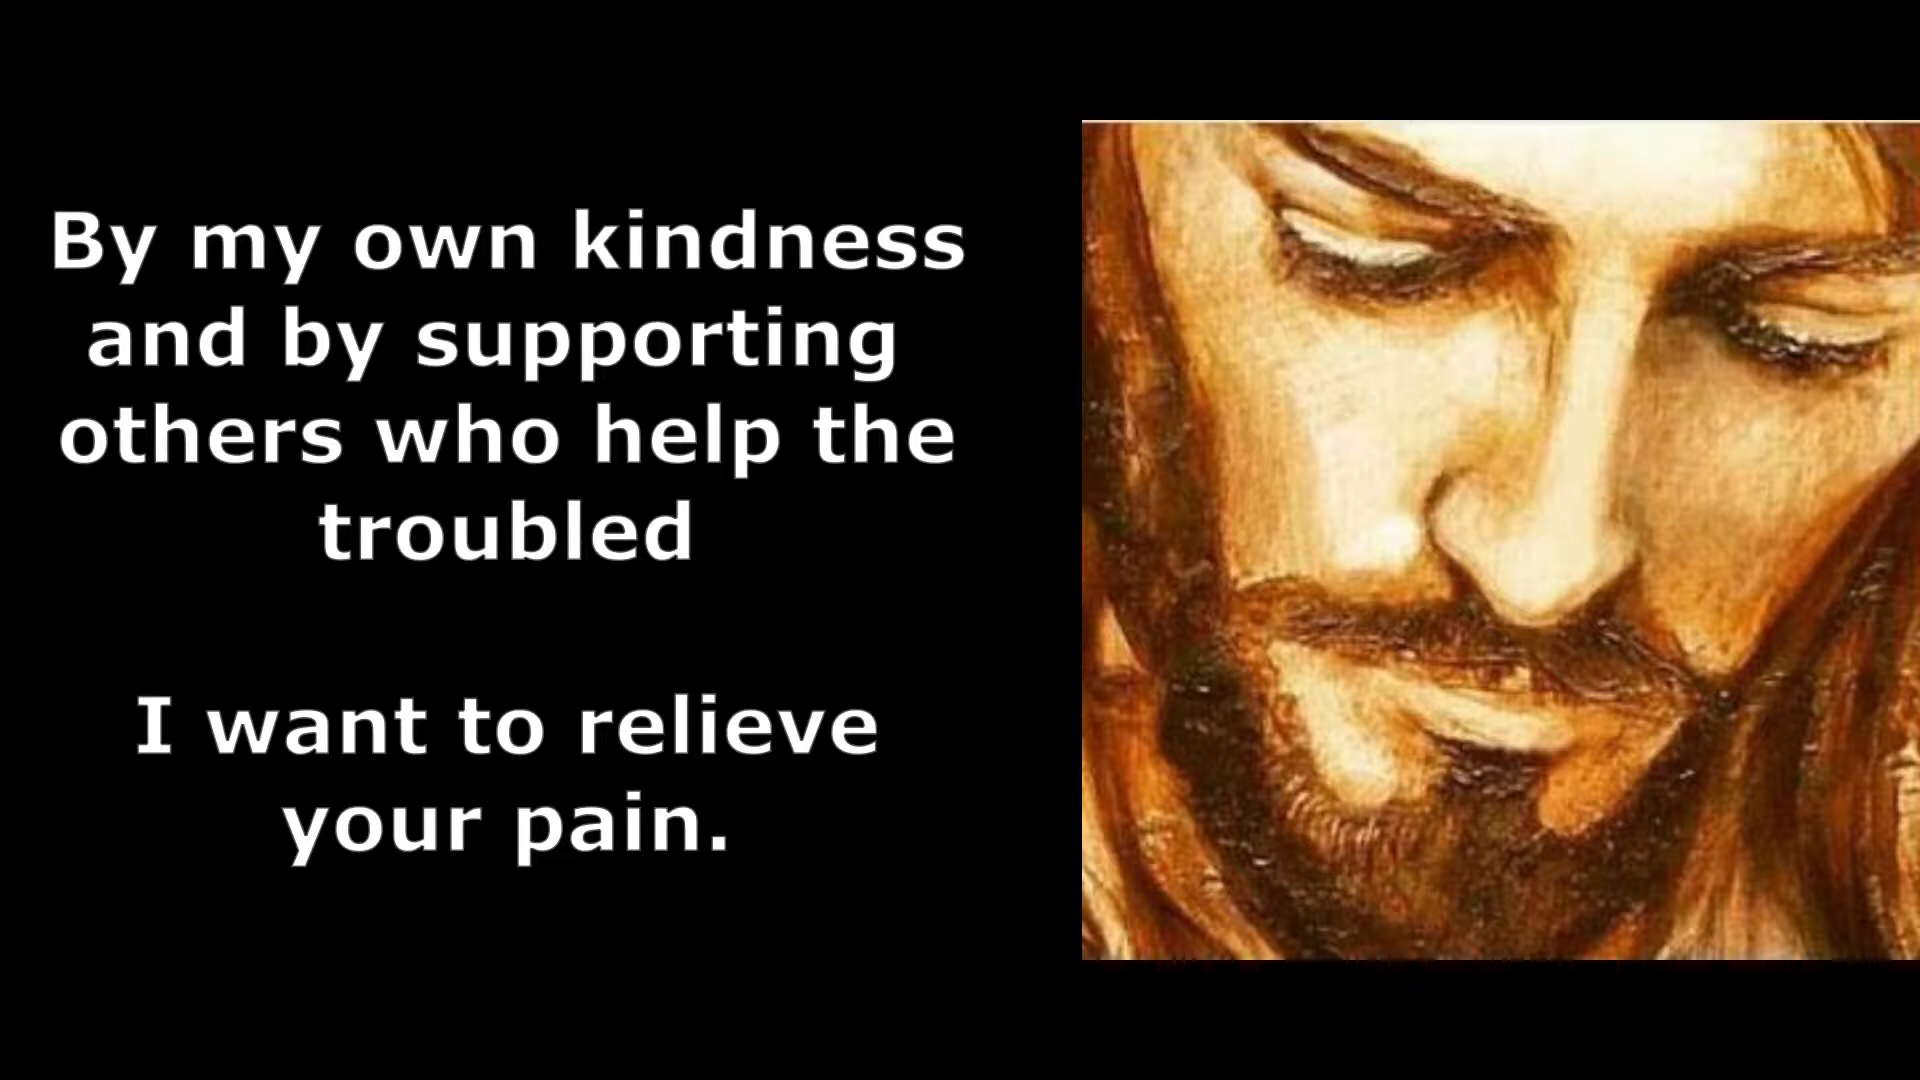 By my own kindness
and by supporting
others who help the
troubled
I want to relieve
your pain.